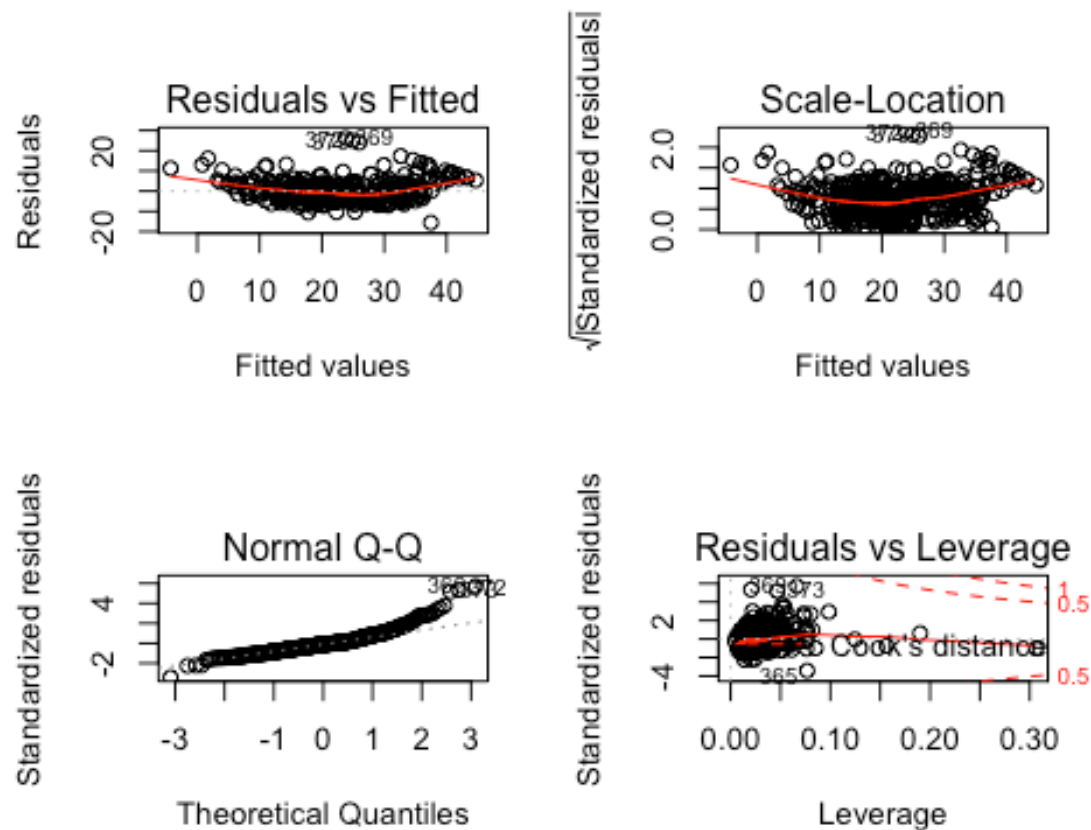 Residuals vs Fitted
Residuals
20
-20
369
0 10 20 30 40
Fitted values
Scale-Location
√|Standardized residuals|
2.0
0.0
0 10 20 30 40
Fitted values
Normal Q-Q
Standardized residuals
4
-2
-3 -1 0 1 2 3
Theoretical Quantiles
Residuals vs Leverage
Standardized residuals
2
-4
373
365
Cook's distance
1
0.5
0.5
0.00 0.10 0.20 0.30
Leverage